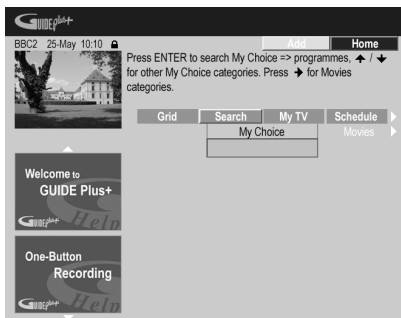 GUIDE Plus+
BBC2 25-May 10:10
Add Home
Press ENTER to search My Choice => programmes, ↑ / ↓
for other My Choice categories. Press → for Movies
categories.
Grid Search My TV Schedule
My Choice Movies
Welcome to
GUIDE Plus+
GUIDE Plus+ Help
One-Button
Recording
GUIDE Plus+ Help